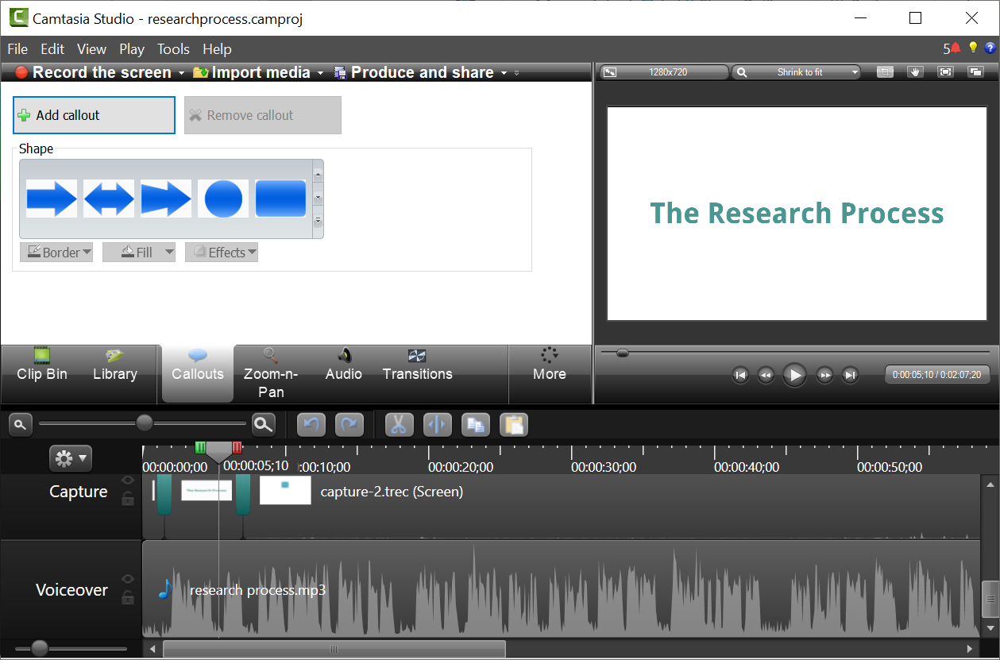 Camtasia Studio - researchprocess.camproj
File Edit View Play Tools Help 5
Record the screen Import media Produce and share 1280x720 Shrink to fit
Add callout Remove callout
Shape
Border Fill Effects
The Research Process
Clip Bin Library Callouts Zoom-n-Pan Audio Transitions More
0:00:05;10 / 0:02:07;20
00:00:00;00 00:00:05;10 :00:10;00 00:00:20;00 00:00:30;00 00:00:40;00 00:00:50;00
Capture The Research Process capture-2.trec (Screen)
Voiceover research process.mp3